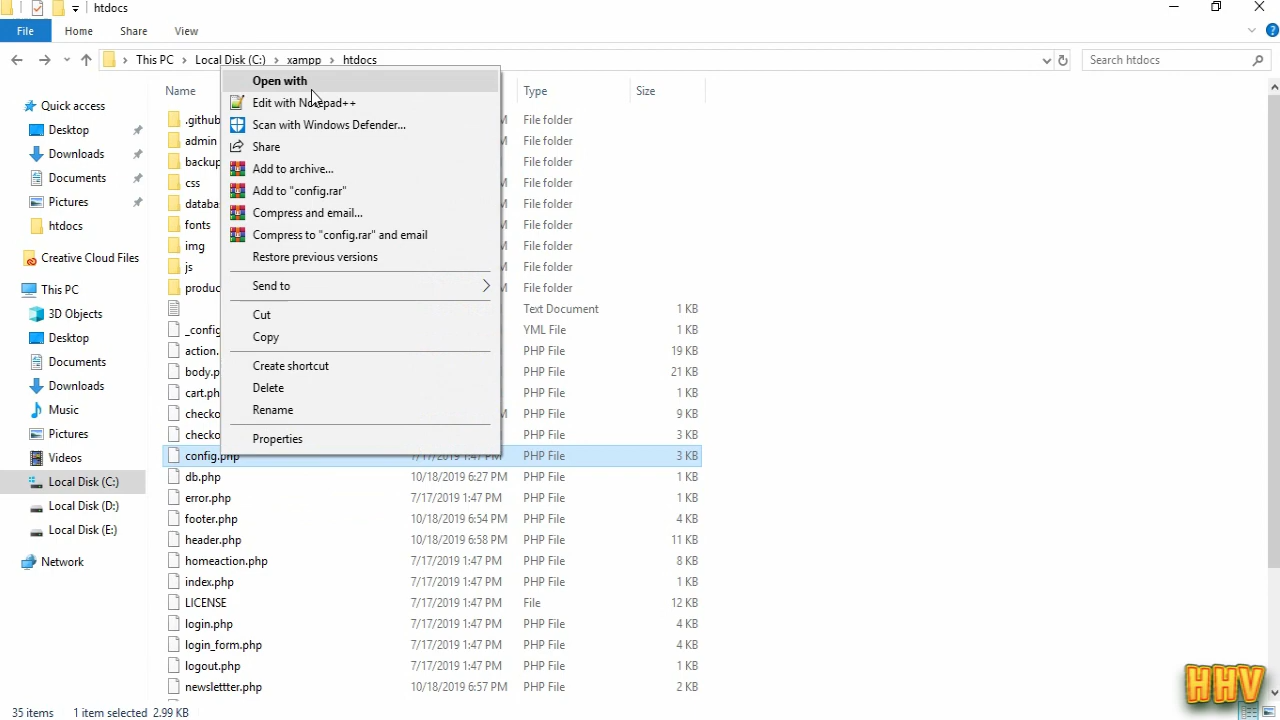 htdocs
File Home Share View
This PC Local Disk (C:) xampp htdocs Search htdocs
Name Type Size
Quick access
Desktop
Downloads
Documents
Pictures
htdocs
Creative Cloud Files
This PC
3D Objects
Desktop
Documents
Downloads
Music
Pictures
Videos
Local Disk (C:)
Local Disk (D:)
Local Disk (E:)
Network
Open with
Edit with Notepad++
Scan with Windows Defender...
Share
Add to archive...
Add to "config.rar"
Compress and email...
Compress to "config.rar" and email
Restore previous versions
Send to
Cut
Copy
Create shortcut
Delete
Rename
Properties
.github File folder
admin File folder
backup File folder
css File folder
databa File folder
fonts File folder
img File folder
js File folder
produc File folder
Text Document 1 KB
_config YML File 1 KB
action. PHP File 19 KB
body.p PHP File 21 KB
cart.ph PHP File 1 KB
checko PHP File 9 KB
checko PHP File 3 KB
config.php 7/17/2019 1:47 PM PHP File 3 KB
db.php 10/18/2019 6:27 PM PHP File 1 KB
error.php 7/17/2019 1:47 PM PHP File 1 KB
footer.php 10/18/2019 6:54 PM PHP File 4 KB
header.php 10/18/2019 6:58 PM PHP File 11 KB
homeaction.php 7/17/2019 1:47 PM PHP File 8 KB
index.php 7/17/2019 1:47 PM PHP File 1 KB
LICENSE 7/17/2019 1:47 PM File 12 KB
login.php 7/17/2019 1:47 PM PHP File 4 KB
login_form.php 7/17/2019 1:47 PM PHP File 4 KB
logout.php 7/17/2019 1:47 PM PHP File 1 KB
newslettter.php 10/18/2019 6:57 PM PHP File 2 KB
HHV
35 items 1 item selected 2.99 KB